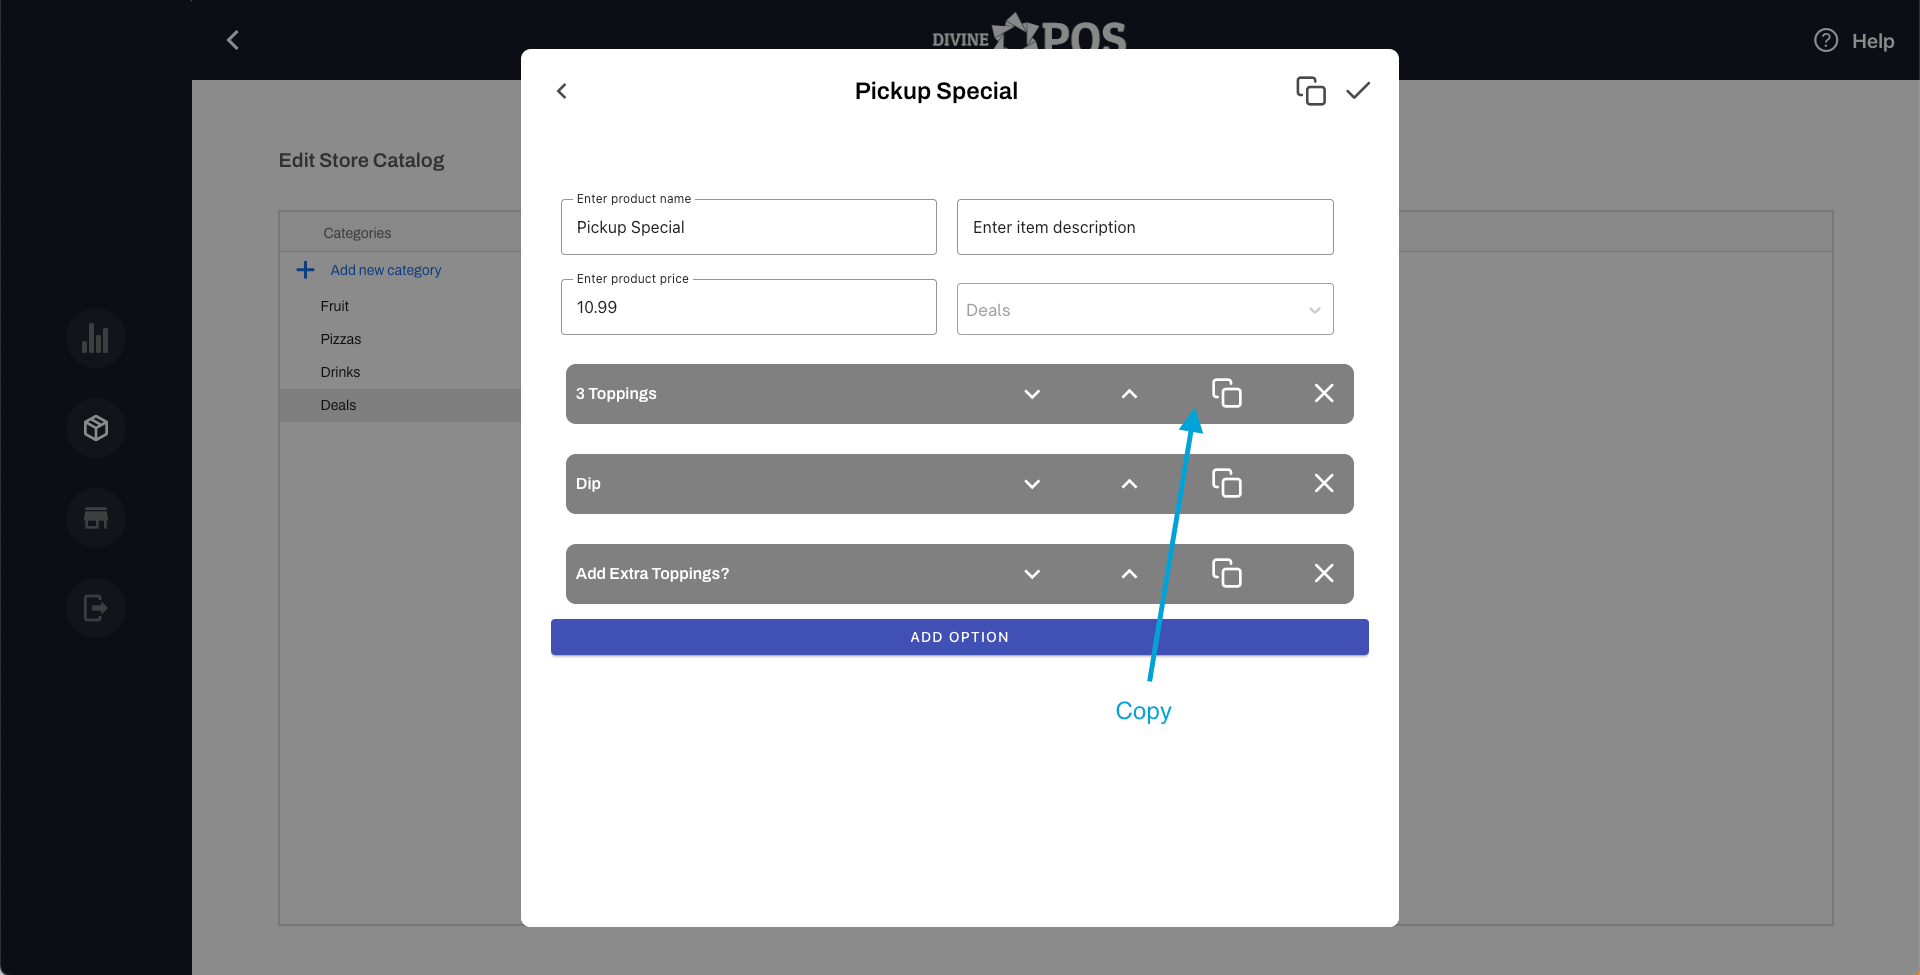 DIVINE POS
Help
Pickup Special
Edit Store Catalog
Enter product name
Pickup Special
Enter item description
Categories
Add new category
Enter product price
10.99
Deals
Fruit
Pizzas
Drinks
Deals
3 Toppings
Dip
Add Extra Toppings?
ADD OPTION
Copy